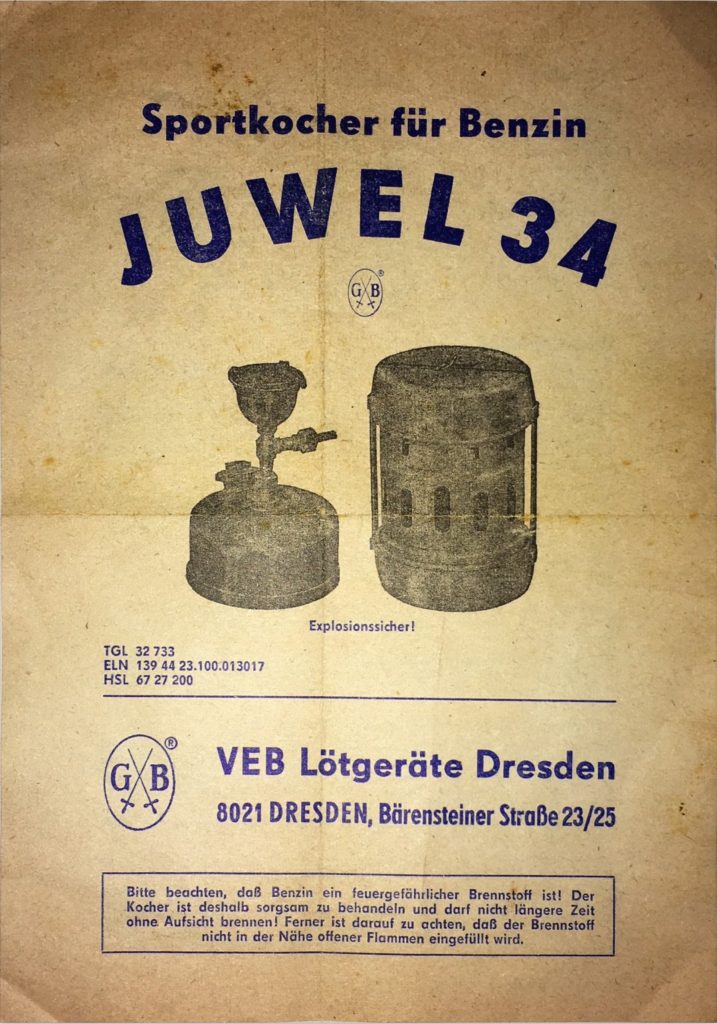 Sportkocher für Benzin
JUWEL 34
G B ®
Explosionssicher!
TGL 32 733
ELN 139 44 23.100.013017
HSL 67 27 200
G B ®
VEB Lötgeräte Dresden
8021 DRESDEN, Bärensteiner Straße 23/25
Bitte beachten, daß Benzin ein feuergefährlicher Brennstoff ist! Der
Kocher ist deshalb sorgsam zu behandeln und darf nicht längere Zeit
ohne Aufsicht brennen! Ferner ist darauf zu achten, daß der Brennstoff
nicht in der Nähe offener Flammen eingefüllt wird.